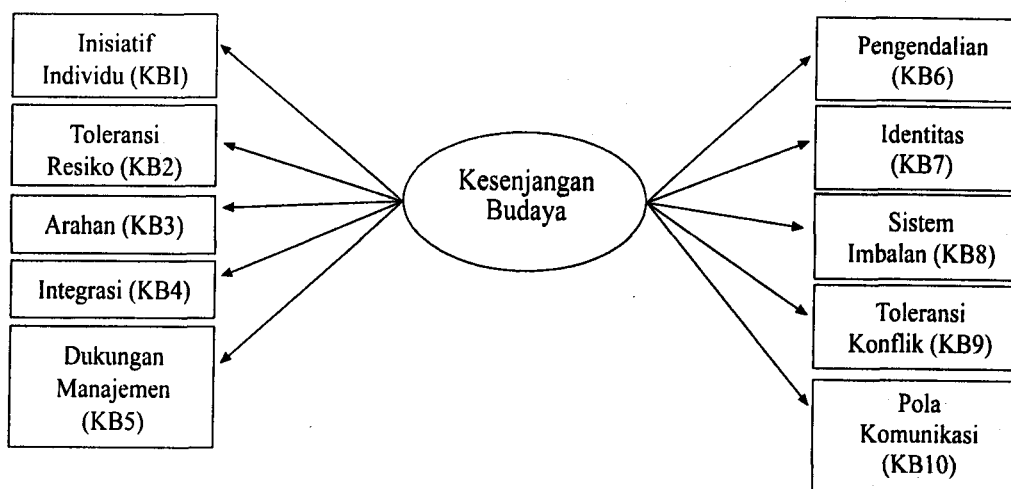 Inisiatif
Individu (KBI)
Toleransi
Resiko (KB2)
Arahan (KB3)
Integrasi (KB4)
Dukungan
Manajemen
(KB5)
Kesenjangan
Budaya
Pengendalian
(KB6)
Identitas
(KB7)
Sistem
Imbalan (KB8)
Toleransi
Konflik (KB9)
Pola
Komunikasi
(KB10)